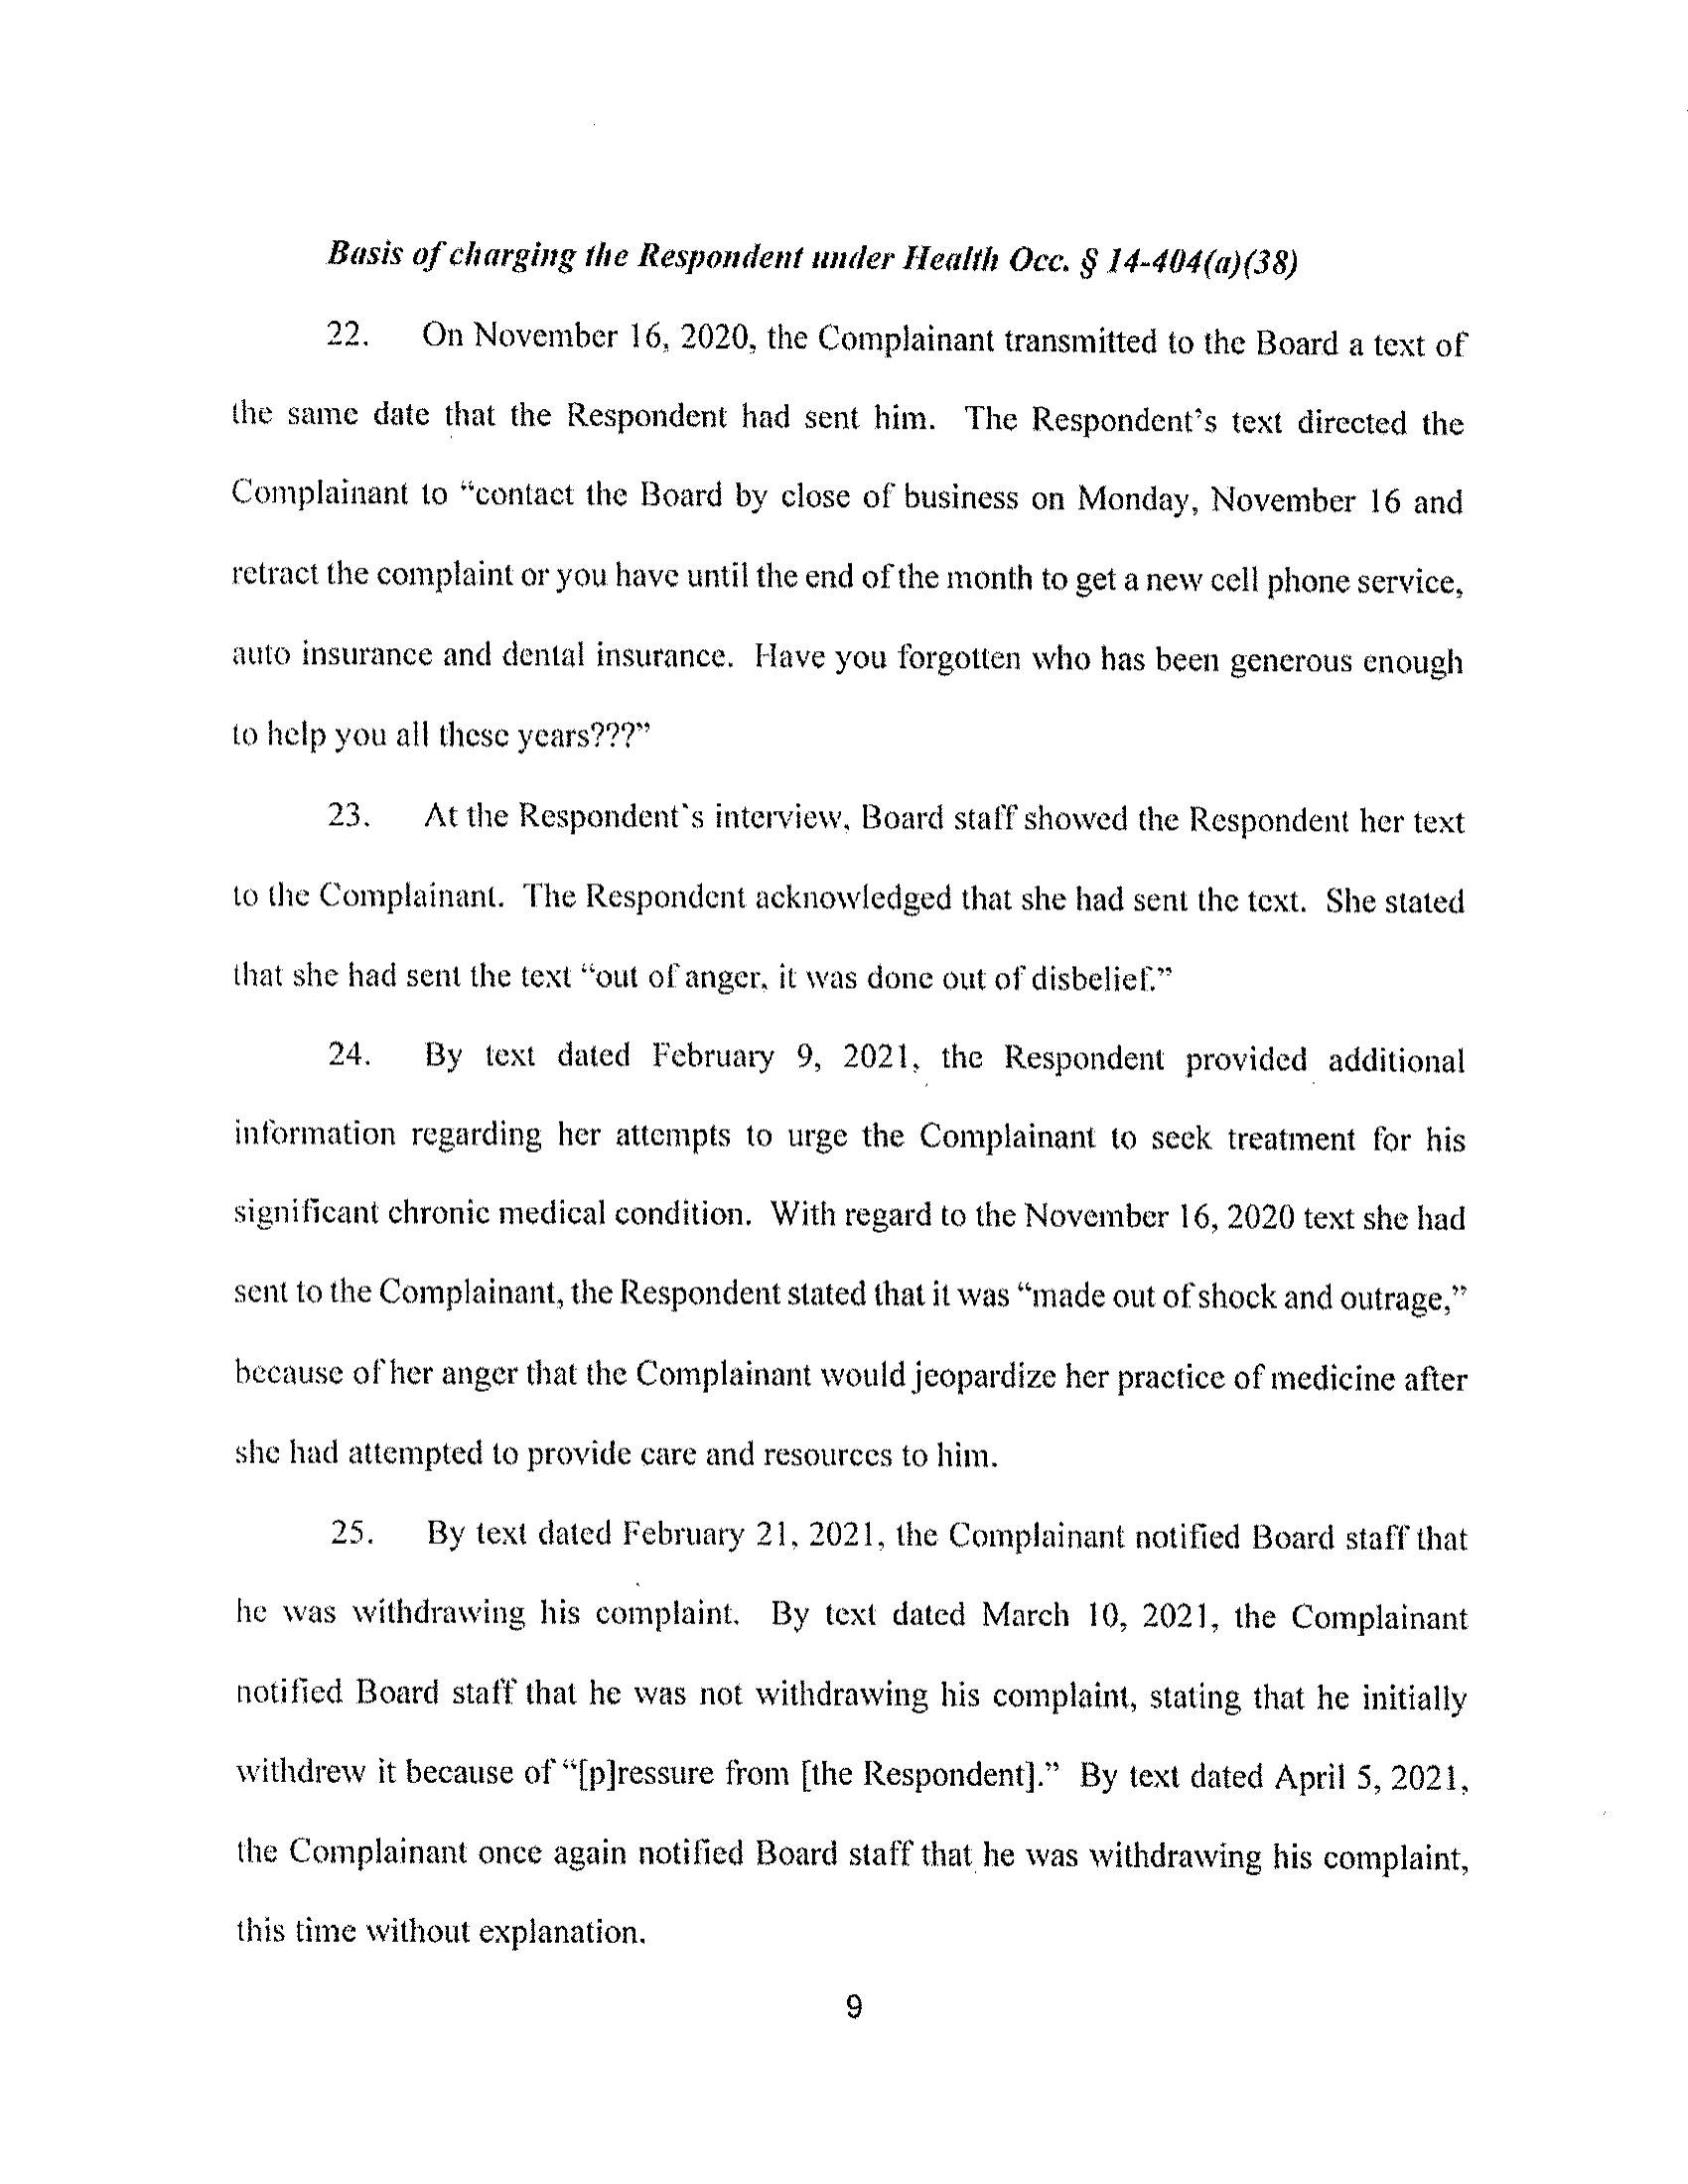 Basis of charging the Respondent under Health Occ. § 14-404(a)(38)
22. On November 16, 2020, the Complainant transmitted to the Board a text of
the same date that the Respondent had sent him. The Respondent's text directed the
Complainant to “contact the Board by close of business on Monday, November 16 and
retract the complaint or you have until the end of the month to get a new cell phone service,
auto insurance and dental insurance. Have you forgotten who has been generous enough
to help you all these years???”
23. At the Respondent's interview, Board staff showed the Respondent her text
to the Complainant. The Respondent acknowledged that she had sent the text. She stated
that she had sent the text “out of anger, it was done out of disbelief.”
24. By text dated February 9, 2021, the Respondent provided additional
information regarding her attempts to urge the Complainant to seek treatment for his
significant chronic medical condition. With regard to the November 16, 2020 text she had
sent to the Complainant, the Respondent stated that it was “made out of shock and outrage,”
because of her anger that the Complainant would jeopardize her practice of medicine after
she had attempted to provide care and resources to him.
25. By text dated February 21, 2021, the Complainant notified Board staff that
he was withdrawing his complaint. By text dated March 10, 2021, the Complainant
notified Board staff that he was not withdrawing his complaint, stating that he initially
withdrew it because of “[p]ressure from [the Respondent].” By text dated April 5, 2021,
the Complainant once again notified Board staff that he was withdrawing his complaint,
this time without explanation.
9